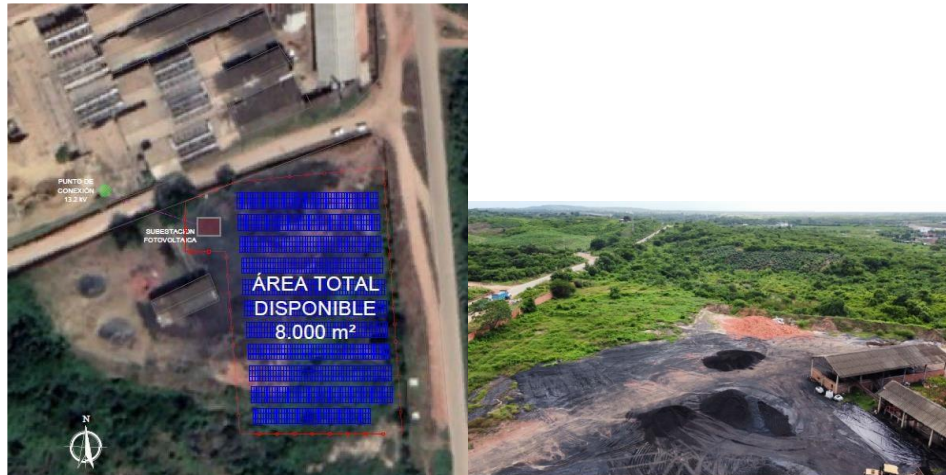 PUNTO DE
CONEXIÓN
13.2 kV
SUBESTACIÓN
FOTOVOLTAICA
ÁREA TOTAL
DISPONIBLE
8.000 m²
N